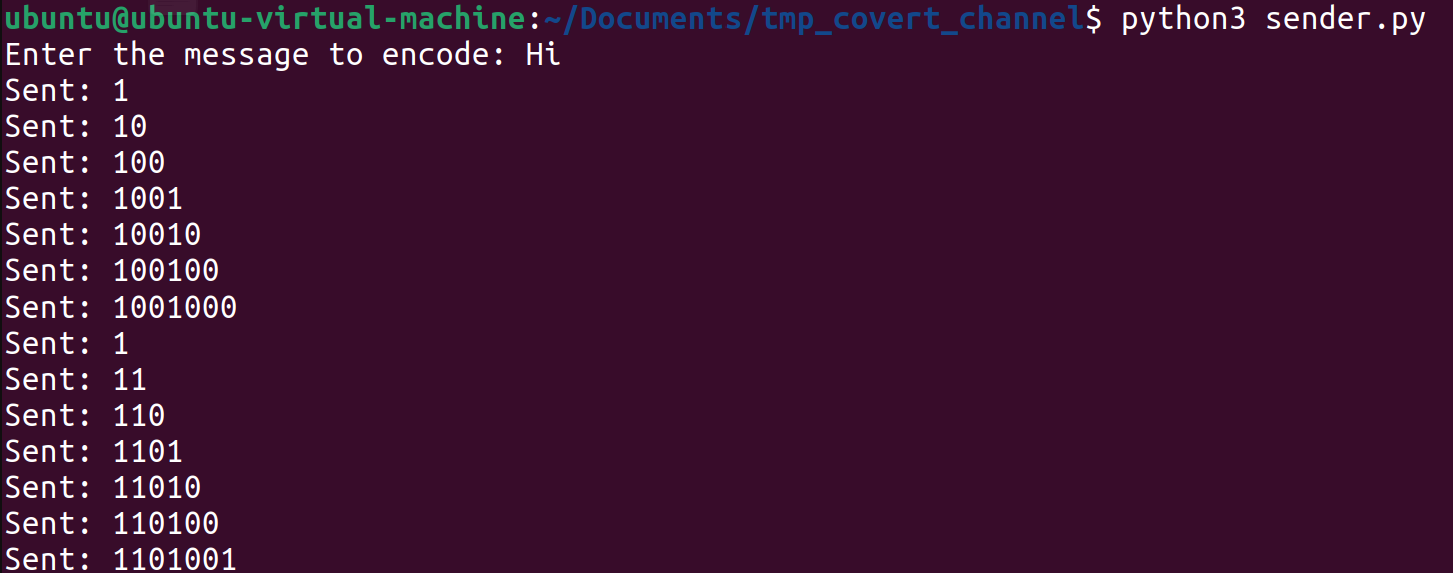 ubuntu@ubuntu-virtual-machine:~/Documents/tmp_covert_channel$ python3 sender.py
Enter the message to encode: Hi
Sent: 1
Sent: 10
Sent: 100
Sent: 1001
Sent: 10010
Sent: 100100
Sent: 1001000
Sent: 1
Sent: 11
Sent: 110
Sent: 1101
Sent: 11010
Sent: 110100
Sent: 1101001